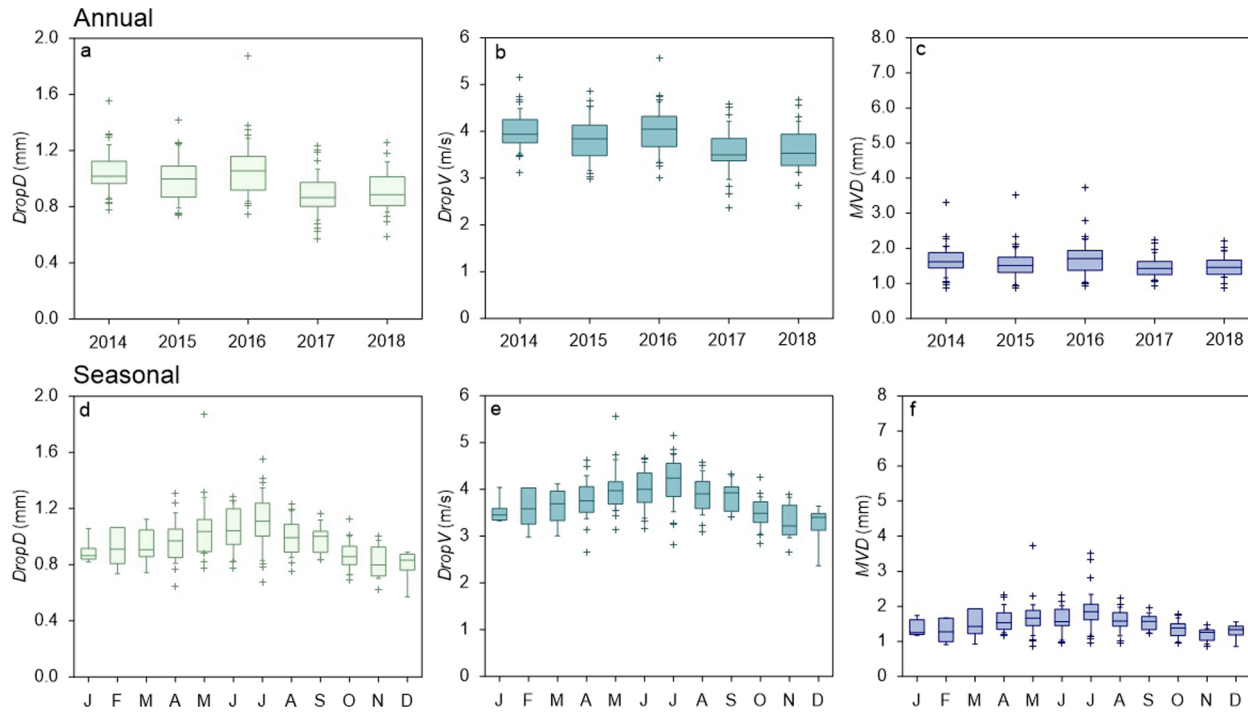 Annual
a
DropD (mm)
2.0
1.6
1.2
0.8
0.4
0.0
2014 2015 2016 2017 2018
b
DropV (m/s)
6
5
4
3
2
1
0
2014 2015 2016 2017 2018
c
MVD (mm)
8.0
7.0
6.0
5.0
4.0
3.0
2.0
1.0
0.0
2014 2015 2016 2017 2018
Seasonal
d
DropD (mm)
2.0
1.6
1.2
0.8
0.4
0.0
J F M A M J J A S O N D
e
DropV (m/s)
6
5
4
3
2
1
0
J F M A M J J A S O N D
f
MVD (mm)
8
7
6
5
4
3
2
1
0
J F M A M J J A S O N D